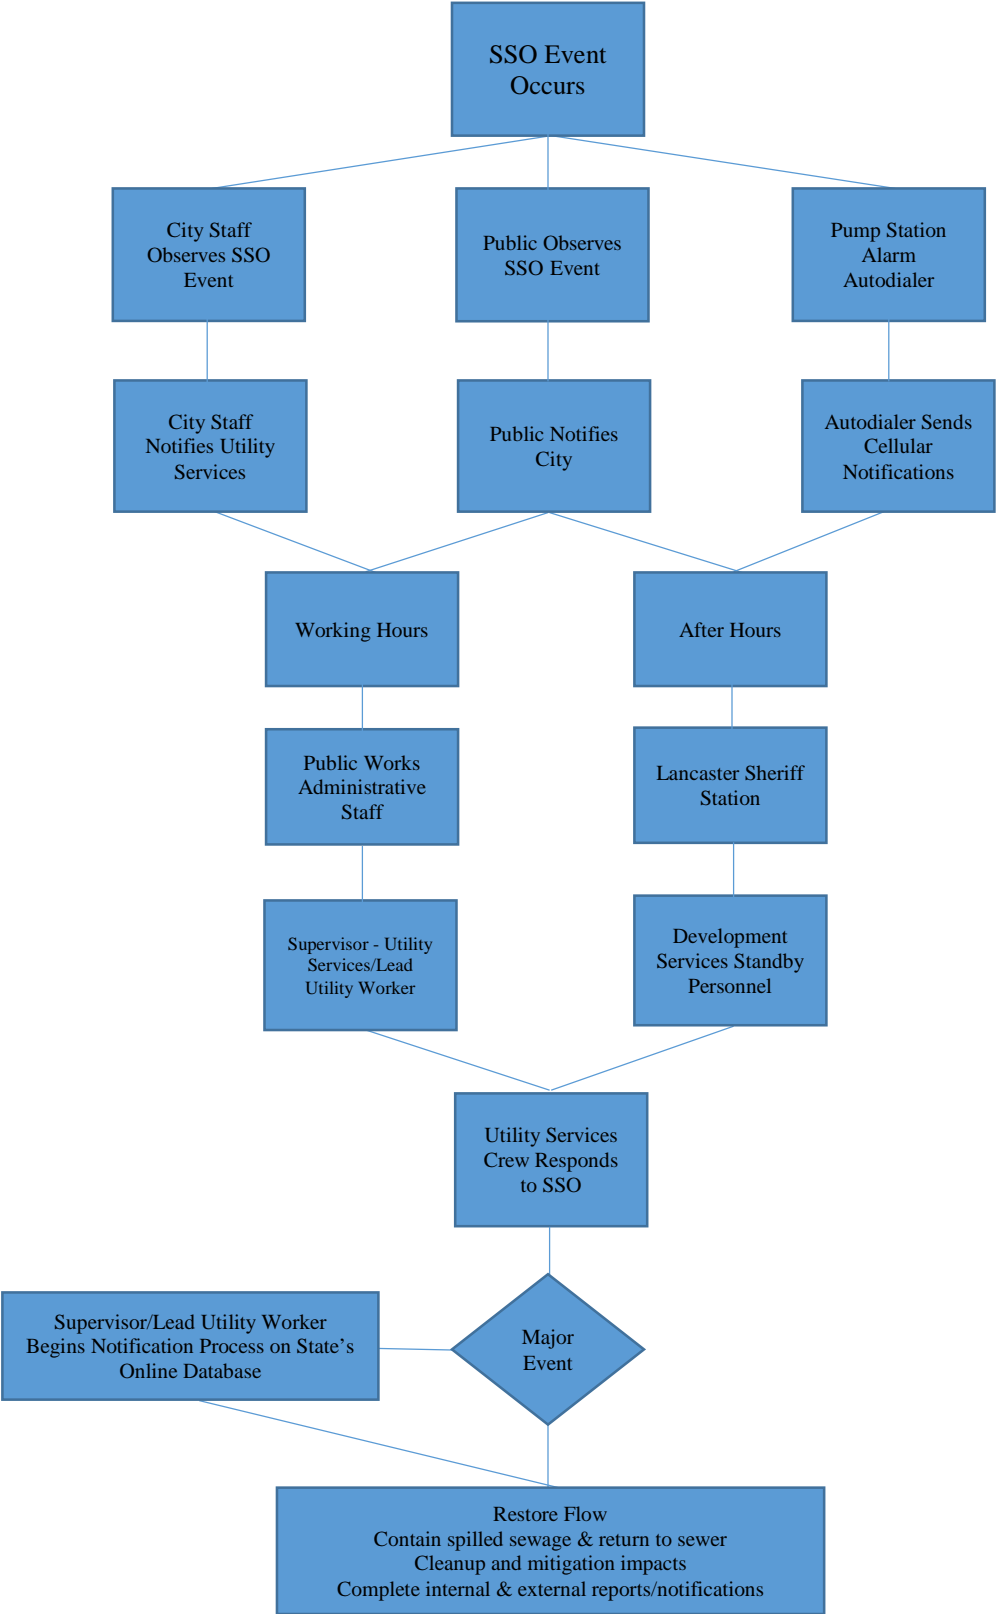 SSO Event
Occurs
City Staff
Observes SSO
Event
Public Observes
SSO Event
Pump Station
Alarm
Autodialer
City Staff
Notifies Utility
Services
Public Notifies
City
Autodialer Sends
Cellular
Notifications
Working Hours
After Hours
Public Works
Administrative
Staff
Lancaster Sheriff
Station
Supervisor - Utility
Services/Lead
Utility Worker
Development
Services Standby
Personnel
Utility Services
Crew Responds
to SSO
Major
Event
Supervisor/Lead Utility Worker
Begins Notification Process on State’s
Online Database
Restore Flow
Contain spilled sewage & return to sewer
Cleanup and mitigation impacts
Complete internal & external reports/notifications